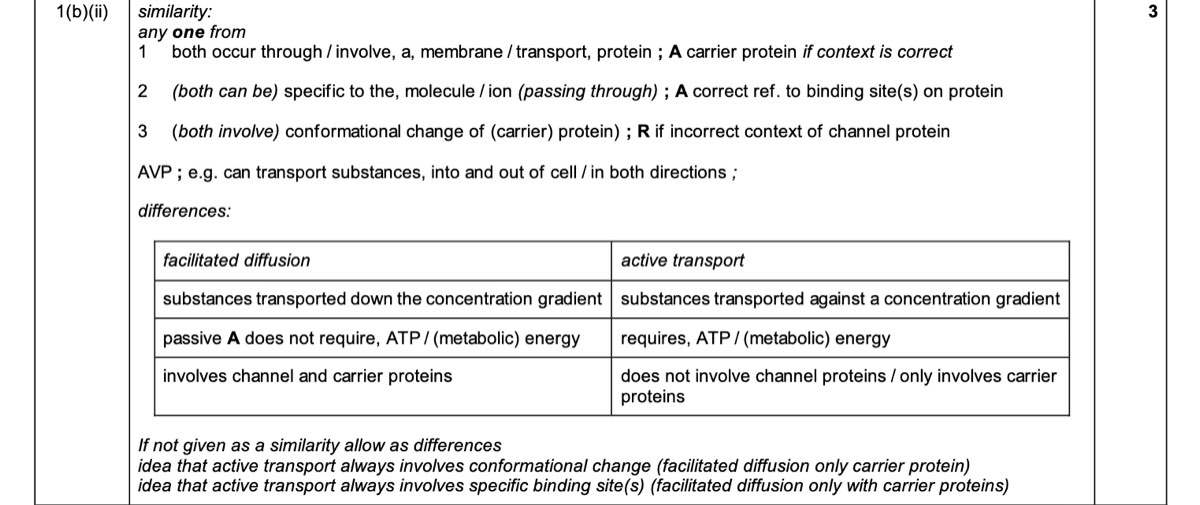 1(b)(ii) similarity: 3
any one from
1 both occur through / involve, a, membrane / transport, protein ; A carrier protein if context is correct
2 (both can be) specific to the, molecule / ion (passing through) ; A correct ref. to binding site(s) on protein
3 (both involve) conformational change of (carrier) protein) ; R if incorrect context of channel protein
AVP ; e.g. can transport substances, into and out of cell / in both directions ;
differences:
facilitated diffusion active transport
substances transported down the concentration gradient substances transported against a concentration gradient
passive A does not require, ATP / (metabolic) energy requires, ATP / (metabolic) energy
involves channel and carrier proteins does not involve channel proteins / only involves carrier
proteins
If not given as a similarity allow as differences
idea that active transport always involves conformational change (facilitated diffusion only carrier protein)
idea that active transport always involves specific binding site(s) (facilitated diffusion only with carrier proteins)